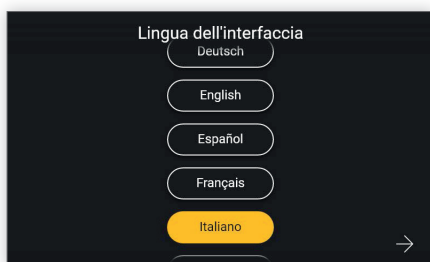 Lingua dell'interfaccia
Deutsch
English
Español
Français
Italiano